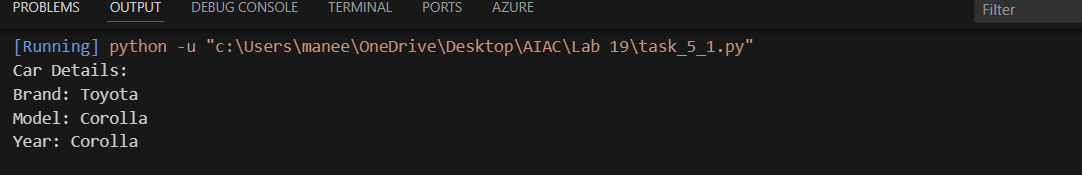 PROBLEMS OUTPUT DEBUG CONSOLE TERMINAL PORTS AZURE Filter
[Running] python -u "c:\Users\manee\OneDrive\Desktop\AIAC\Lab 19\task_5_1.py"
Car Details:
Brand: Toyota
Model: Corolla
Year: Corolla